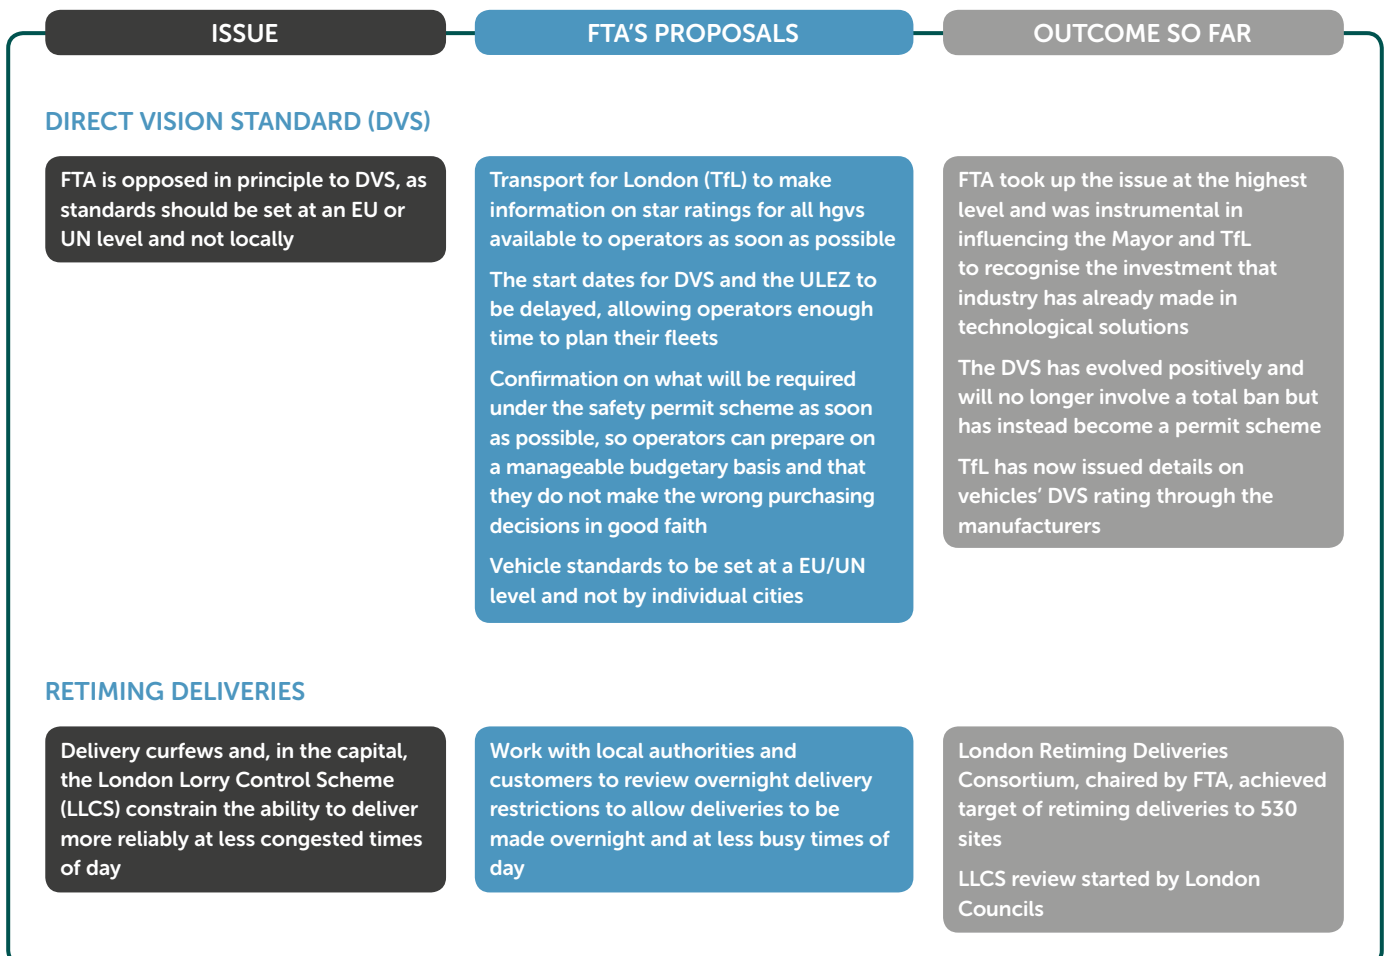 ISSUE
FTA'S PROPOSALS
OUTCOME SO FAR
DIRECT VISION STANDARD (DVS)
FTA is opposed in principle to DVS, as
standards should be set at an EU or
UN level and not locally
Transport for London (TfL) to make
information on star ratings for all hgvs
available to operators as soon as possible
The start dates for DVS and the ULEZ to
be delayed, allowing operators enough
time to plan their fleets
Confirmation on what will be required
under the safety permit scheme as soon
as possible, so operators can prepare on
a manageable budgetary basis and that
they do not make the wrong purchasing
decisions in good faith
Vehicle standards to be set at a EU/UN
level and not by individual cities
FTA took up the issue at the highest
level and was instrumental in
influencing the Mayor and TfL
to recognise the investment that
industry has already made in
technological solutions
The DVS has evolved positively and
will no longer involve a total ban but
has instead become a permit scheme
TfL has now issued details on
vehicles' DVS rating through the
manufacturers
RETIMING DELIVERIES
Delivery curfews and, in the capital,
the London Lorry Control Scheme
(LLCS) constrain the ability to deliver
more reliably at less congested times
of day
Work with local authorities and
customers to review overnight delivery
restrictions to allow deliveries to be
made overnight and at less busy times of
day
London Retiming Deliveries
Consortium, chaired by FTA, achieved
target of retiming deliveries to 530
sites
LLCS review started by London
Councils